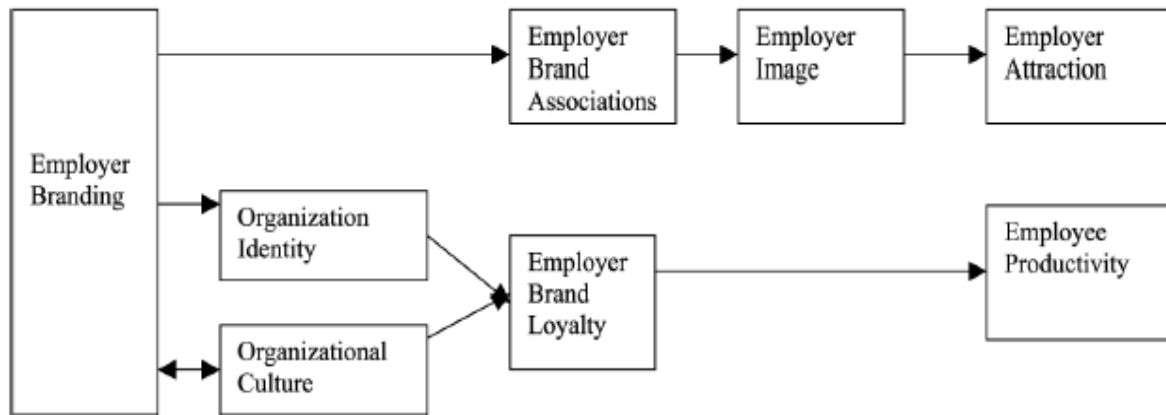 Employer
Brand
Associations
Employer
Image
Employer
Attraction
Employer
Branding
Organization
Identity
Employer
Brand
Loyalty
Employee
Productivity
Organizational
Culture